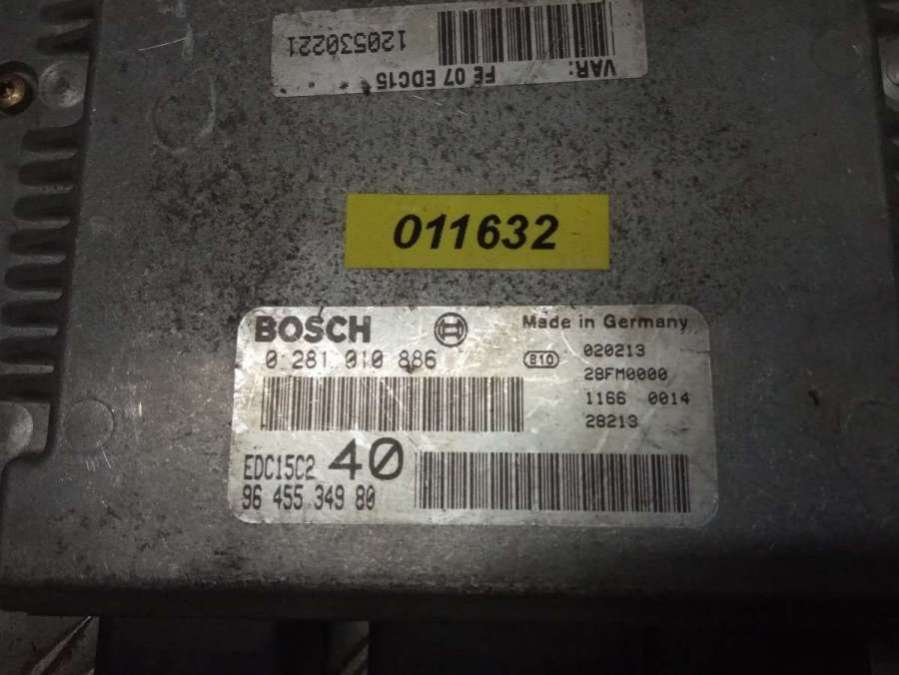 120530221
VAR:
FE 07 EDC15
011632
BOSCH
Made in Germany
0 281 010 886
E10
020213
28FM0000
1166 0014
28213
EDC15C2 40
96 455 349 80